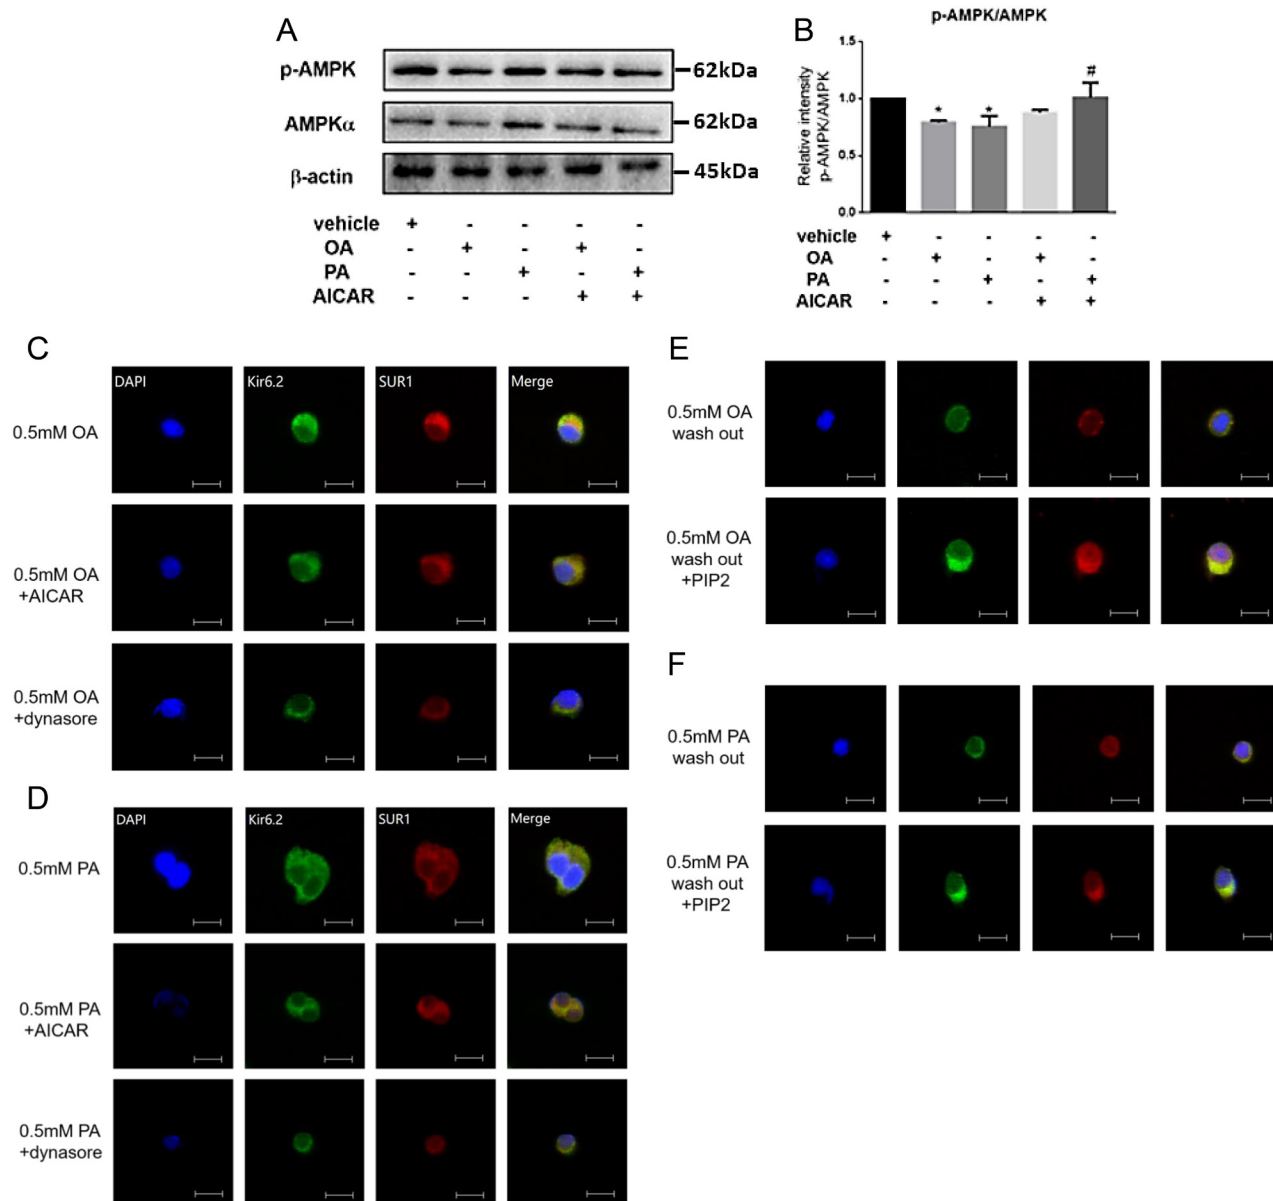 A
p-AMPK
62kDa
AMPKα
62kDa
β-actin
45kDa
vehicle + - - - -
OA - + - + -
PA - - + - +
AICAR - - - + +
B
p-AMPK/AMPK
Relative intensity
p-AMPK/AMPK
1.5
1.0
0.5
0.0
* * #
vehicle + - - - -
OA - + - + -
PA - - + - +
AICAR - - - + +
C
DAPI Kir6.2 SUR1 Merge
0.5mM OA
0.5mM OA
+AICAR
0.5mM OA
+dynasore
D
DAPI Kir6.2 SUR1 Merge
0.5mM PA
0.5mM PA
+AICAR
0.5mM PA
+dynasore
E
0.5mM OA
wash out
0.5mM OA
wash out
+PIP2
F
0.5mM PA
wash out
0.5mM PA
wash out
+PIP2